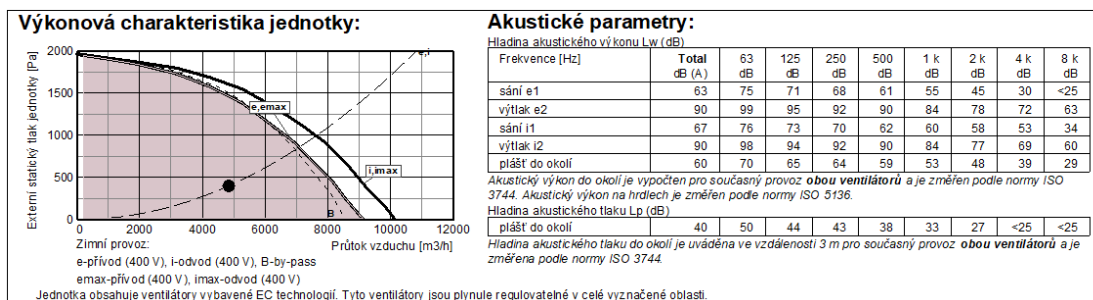 Výkonová charakteristika jednotky:
Externí statický tlak jednotky [Pa]
2000
1500
1000
500
0
e,i
e,emax
i,imax
B
0 2000 4000 6000 8000 10000 12000
Zimní provoz: Průtok vzduchu [m3/h]
e-přívod (400 V), i-odvod (400 V), B-by-pass
emax-přívod (400 V), imax-odvod (400 V)
Jednotka obsahuje ventilátory vybavené EC technologií. Tyto ventilátory jsou plynule regulovatelné v celé vyznačené oblasti.
Akustické parametry:
Hladina akustického výkonu Lw (dB)
Frekvence [Hz] Total 63 125 250 500 1 k 2 k 4 k 8 k
dB (A) dB dB dB dB dB dB dB dB
sání e1 63 75 71 68 61 55 45 30 <25
výtlak e2 90 99 95 92 90 84 78 72 63
sání i1 67 76 73 70 62 60 58 53 34
výtlak i2 90 98 94 92 90 84 77 69 60
plášť do okolí 60 70 65 64 59 53 48 39 29
Akustický výkon do okolí je vypočten pro současný provoz obou ventilátorů a je změřen podle normy ISO
3744. Akustický výkon na hrdlech je změřen podle normy ISO 5136.
Hladina akustického tlaku Lp (dB)
plášť do okolí 40 50 44 43 38 33 27 <25 <25
Hladina akustického tlaku do okolí je uváděna ve vzdálenosti 3 m pro současný provoz obou ventilátorů a je
změřena podle normy ISO 3744.